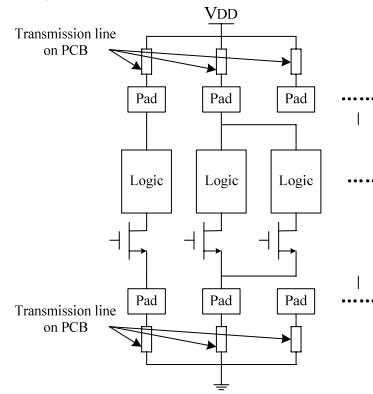 VDD
Transmission line
on PCB
Pad
Pad
Pad
Logic
Logic
Logic
Pad
Pad
Pad
Transmission line
on PCB